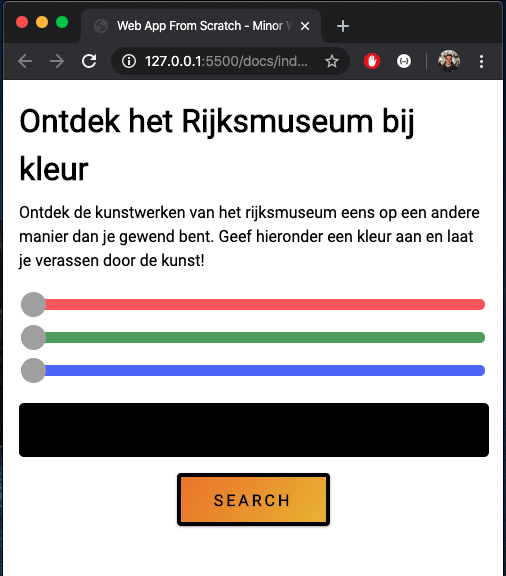 Web App From Scratch - Minor
127.0.0.1:5500/docs/ind...
Ontdek het Rijksmuseum bij
kleur
Ontdek de kunstwerken van het rijksmuseum eens op een andere
manier dan je gewend bent. Geef hieronder een kleur aan en laat
je verassen door de kunst!
SEARCH